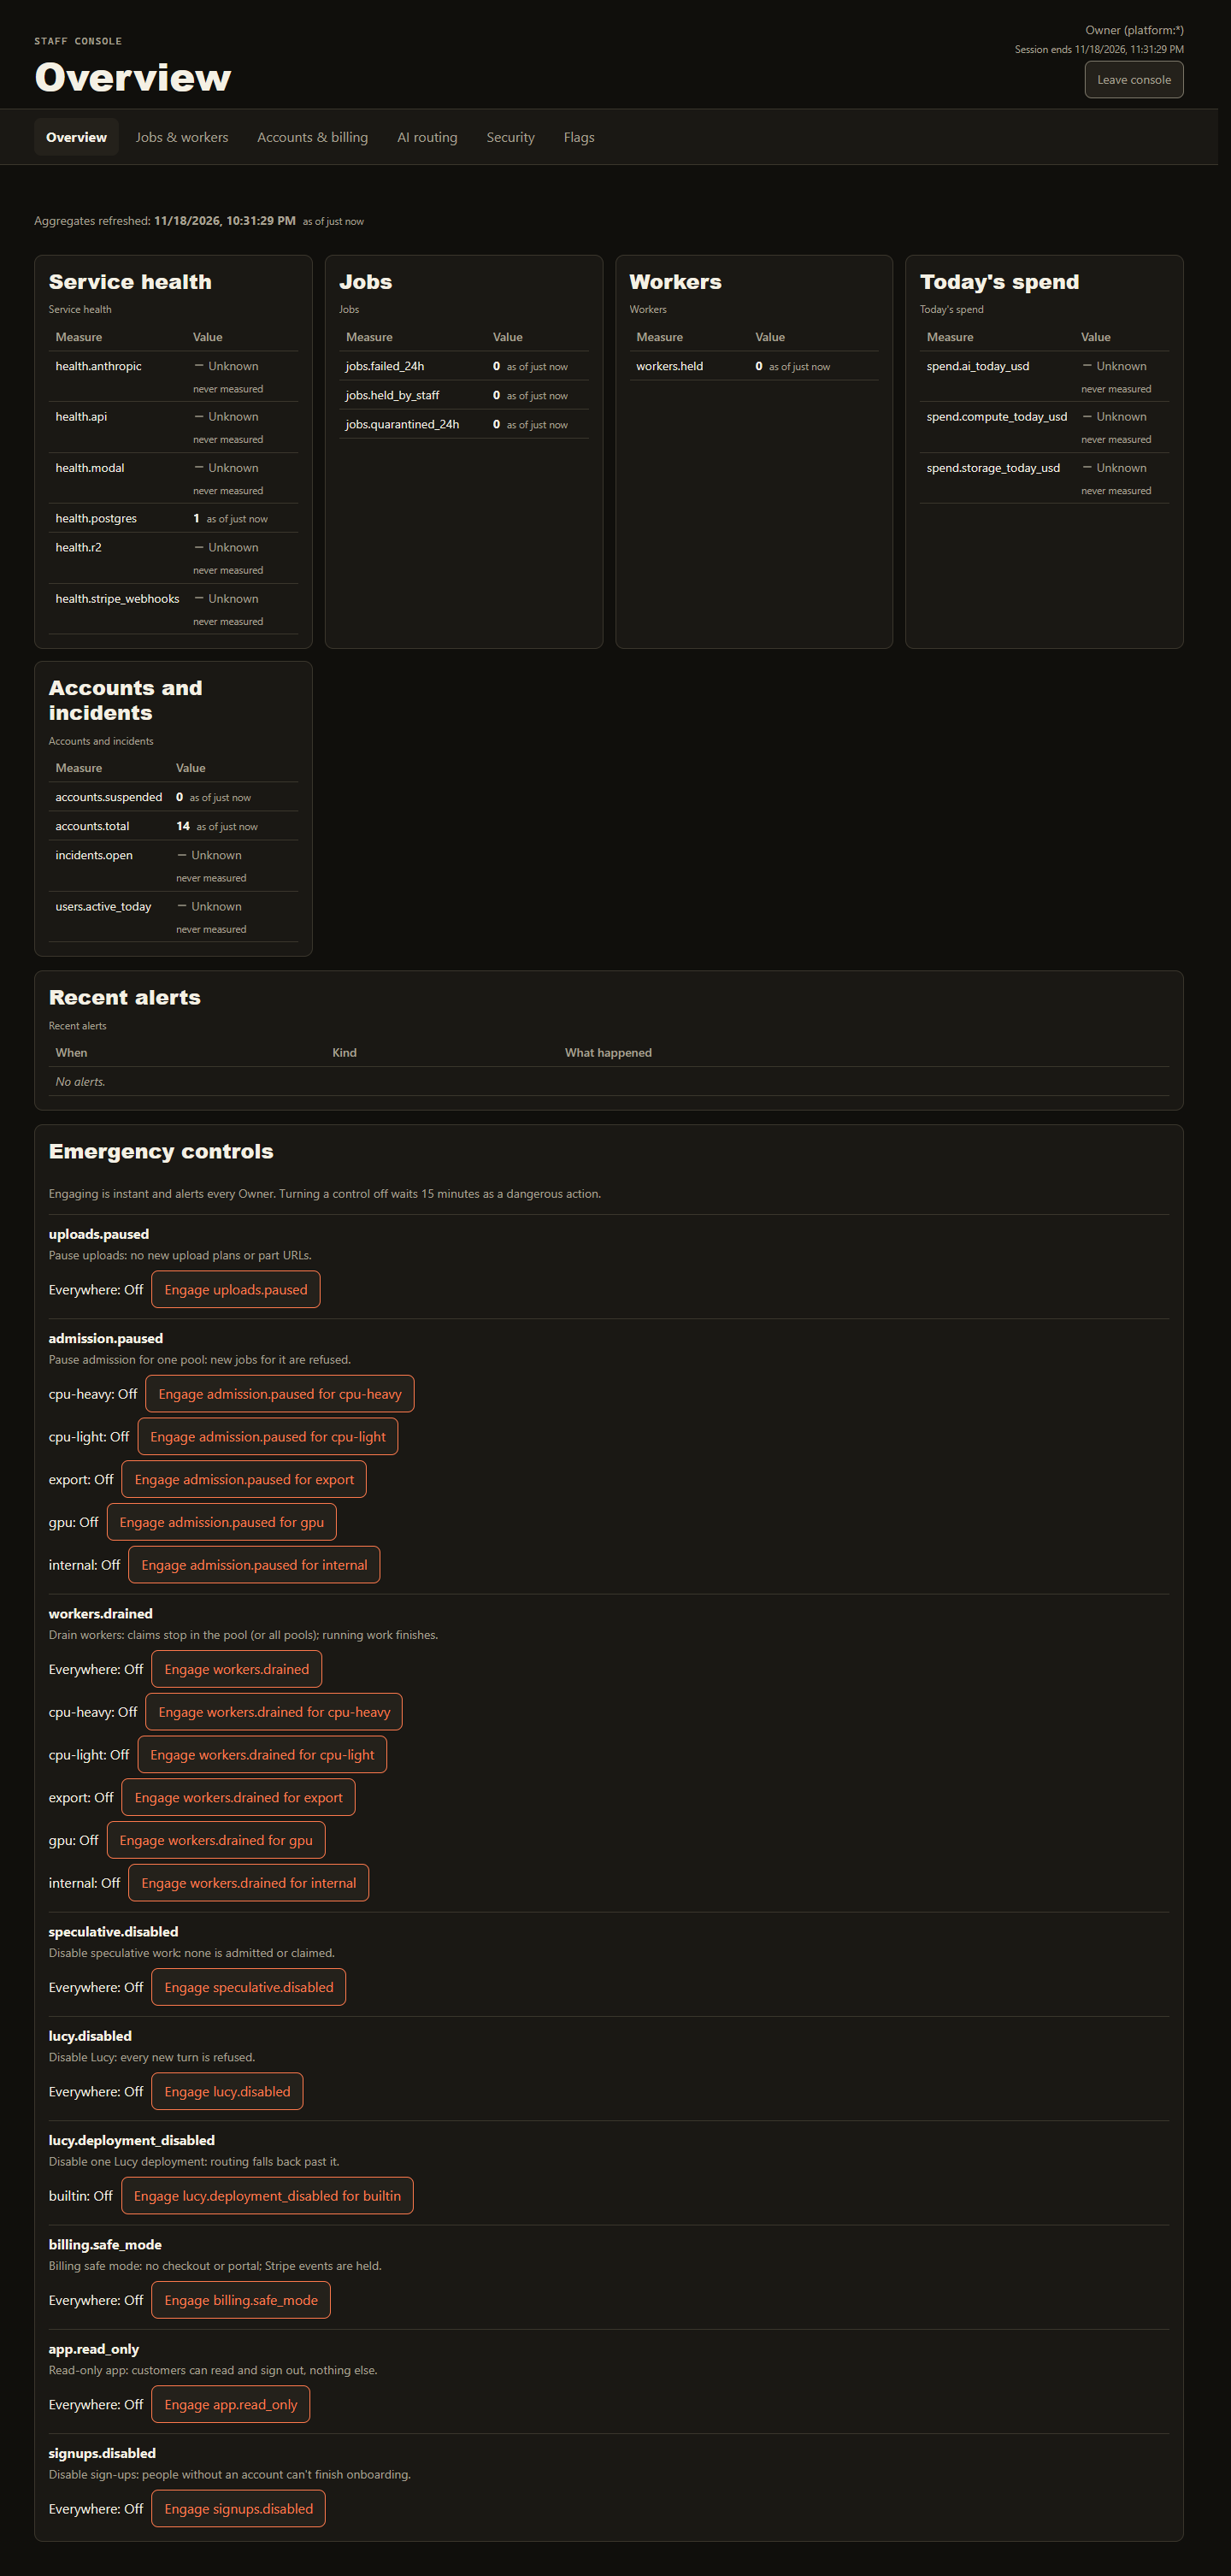 STAFF CONSOLE
Overview
Owner (platform:*)
Session ends 11/18/2026, 11:31:29 PM
Leave console
Overview Jobs & workers Accounts & billing AI routing Security Flags
Aggregates refreshed: 11/18/2026, 10:31:29 PM as of just now
Service health
Service health
Measure Value
health.anthropic — Unknown
never measured
health.api — Unknown
never measured
health.modal — Unknown
never measured
health.postgres 1 as of just now
health.r2 — Unknown
never measured
health.stripe_webhooks — Unknown
never measured
Jobs
Jobs
Measure Value
jobs.failed_24h 0 as of just now
jobs.held_by_staff 0 as of just now
jobs.quarantined_24h 0 as of just now
Workers
Workers
Measure Value
workers.held 0 as of just now
Today's spend
Today's spend
Measure Value
spend.ai_today_usd — Unknown
never measured
spend.compute_today_usd — Unknown
never measured
spend.storage_today_usd — Unknown
never measured
Accounts and
incidents
Accounts and incidents
Measure Value
accounts.suspended 0 as of just now
accounts.total 14 as of just now
incidents.open — Unknown
never measured
users.active_today — Unknown
never measured
Recent alerts
Recent alerts
When Kind What happened
No alerts.
Emergency controls
Engaging is instant and alerts every Owner. Turning a control off waits 15 minutes as a dangerous action.
uploads.paused
Pause uploads: no new upload plans or part URLs.
Everywhere: Off Engage uploads.paused
admission.paused
Pause admission for one pool: new jobs for it are refused.
cpu-heavy: Off Engage admission.paused for cpu-heavy
cpu-light: Off Engage admission.paused for cpu-light
export: Off Engage admission.paused for export
gpu: Off Engage admission.paused for gpu
internal: Off Engage admission.paused for internal
workers.drained
Drain workers: claims stop in the pool (or all pools); running work finishes.
Everywhere: Off Engage workers.drained
cpu-heavy: Off Engage workers.drained for cpu-heavy
cpu-light: Off Engage workers.drained for cpu-light
export: Off Engage workers.drained for export
gpu: Off Engage workers.drained for gpu
internal: Off Engage workers.drained for internal
speculative.disabled
Disable speculative work: none is admitted or claimed.
Everywhere: Off Engage speculative.disabled
lucy.disabled
Disable Lucy: every new turn is refused.
Everywhere: Off Engage lucy.disabled
lucy.deployment_disabled
Disable one Lucy deployment: routing falls back past it.
builtin: Off Engage lucy.deployment_disabled for builtin
billing.safe_mode
Billing safe mode: no checkout or portal; Stripe events are held.
Everywhere: Off Engage billing.safe_mode
app.read_only
Read-only app: customers can read and sign out, nothing else.
Everywhere: Off Engage app.read_only
signups.disabled
Disable sign-ups: people without an account can't finish onboarding.
Everywhere: Off Engage signups.disabled